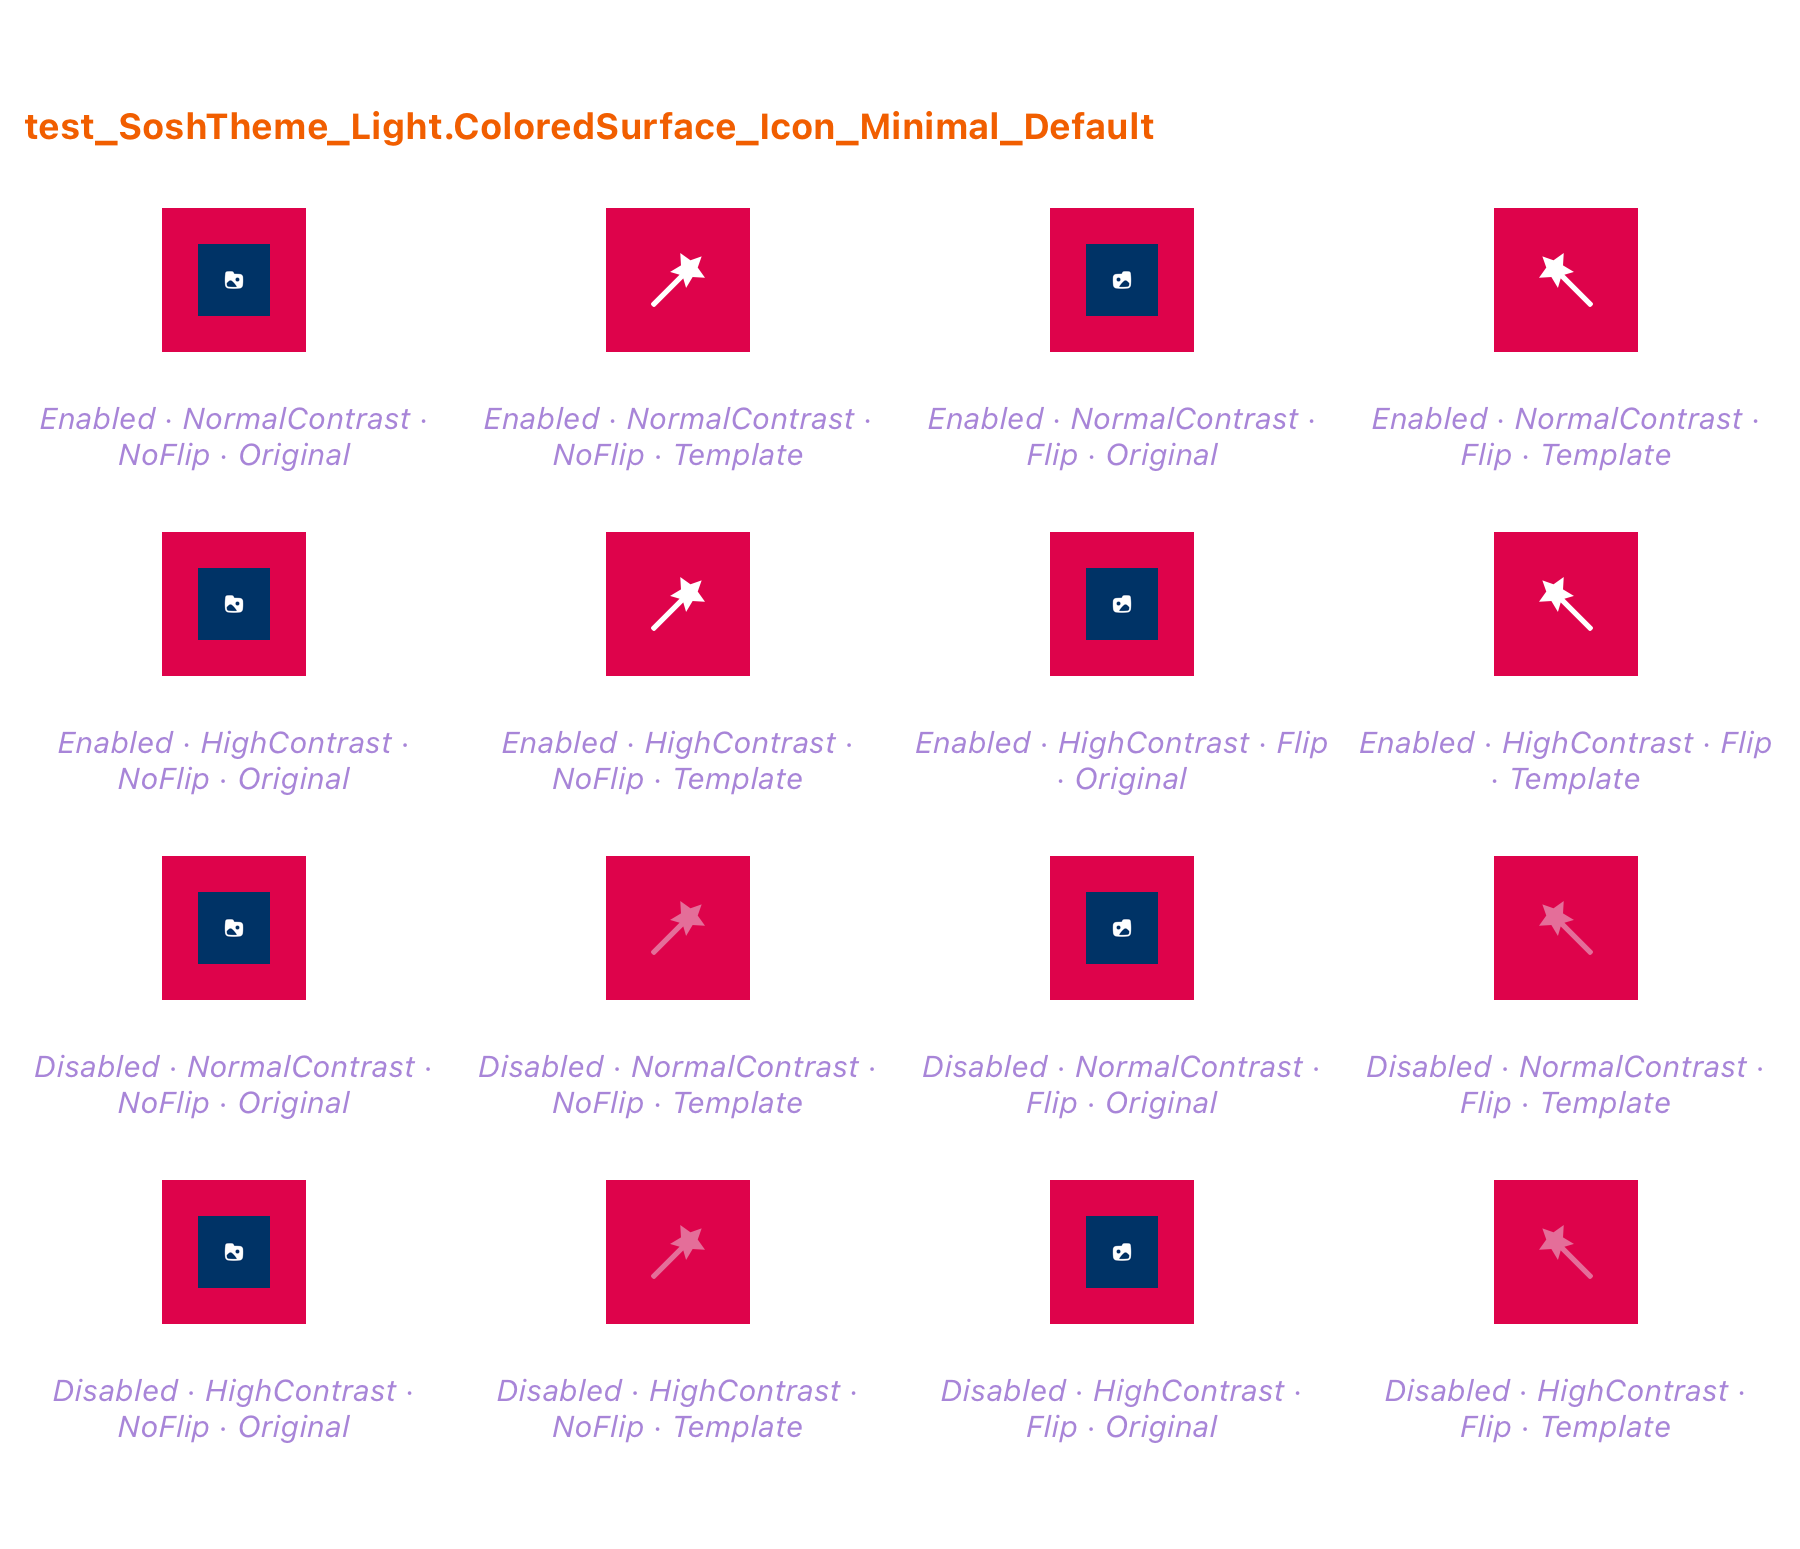 test_SoshTheme_Light.ColoredSurface_Icon_Minimal_Default
Enabled · NormalContrast ·
NoFlip · Original
Enabled · NormalContrast ·
NoFlip · Template
Enabled · NormalContrast ·
Flip · Original
Enabled · NormalContrast ·
Flip · Template
Enabled · HighContrast ·
NoFlip · Original
Enabled · HighContrast ·
NoFlip · Template
Enabled · HighContrast · Flip
· Original
Enabled · HighContrast · Flip
· Template
Disabled · NormalContrast ·
NoFlip · Original
Disabled · NormalContrast ·
NoFlip · Template
Disabled · NormalContrast ·
Flip · Original
Disabled · NormalContrast ·
Flip · Template
Disabled · HighContrast ·
NoFlip · Original
Disabled · HighContrast ·
NoFlip · Template
Disabled · HighContrast ·
Flip · Original
Disabled · HighContrast ·
Flip · Template